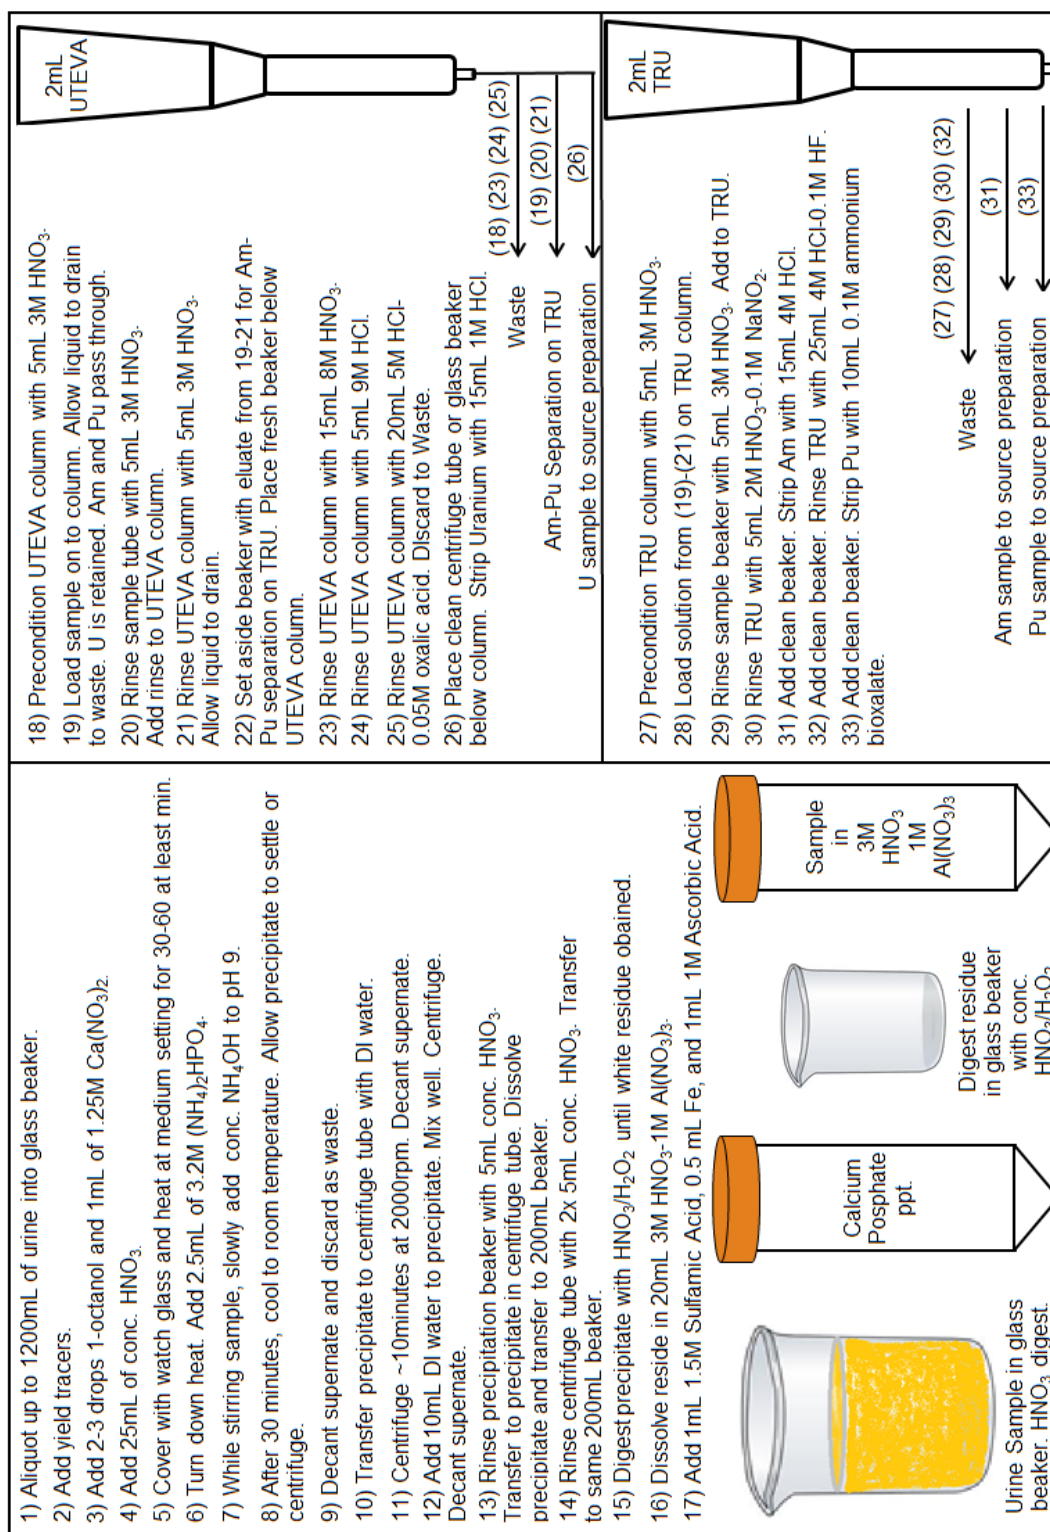 1) Aliquot up to 1200mL of urine into glass beaker.
2) Add yield tracers.
3) Add 2-3 drops 1-octanol and 1mL of 1.25M Ca(NO3)2.
4) Add 25mL of conc. HNO3.
5) Cover with watch glass and heat at medium setting for 30-60 at least min.
6) Turn down heat. Add 2.5mL of 3.2M (NH4)2HPO4.
7) While stirring sample, slowly add conc. NH4OH to pH 9.
8) After 30 minutes, cool to room temperature. Allow precipitate to settle or
centrifuge.
9) Decant supernate and discard as waste.
10) Transfer precipitate to centrifuge tube with DI water.
11) Centrifuge ~10minutes at 2000rpm. Decant supernate.
12) Add 10mL DI water to precipitate. Mix well. Centrifuge.
Decant supernate.
13) Rinse precipitation beaker with 5mL conc. HNO3.
Transfer to precipitate in centrifuge tube. Dissolve
precipitate and transfer to 200mL beaker.
14) Rinse centrifuge tube with 2x 5mL conc. HNO3. Transfer
to same 200mL beaker.
15) Digest precipitate with HNO3/H2O2 until white residue obained.
16) Dissolve reside in 20mL 3M HNO3-1M Al(NO3)3.
17) Add 1mL 1.5M Sulfamic Acid, 0.5 mL Fe, and 1mL 1M Ascorbic Acid.
Urine Sample in glass
beaker. HNO3 digest.
Calcium
Posphate
ppt.
Digest residue
in glass beaker
with conc.
HNO3/H2O2
Sample
in
3M
HNO3
1M
Al(NO3)3
18) Precondition UTEVA column with 5mL 3M HNO3.
19) Load sample on to column. Allow liquid to drain
to waste. U is retained. Am and Pu pass through.
20) Rinse sample tube with 5mL 3M HNO3.
Add rinse to UTEVA column.
21) Rinse UTEVA column with 5mL 3M HNO3.
Allow liquid to drain.
22) Set aside beaker with eluate from 19-21 for Am-
Pu separation on TRU. Place fresh beaker below
UTEVA column.
23) Rinse UTEVA column with 15mL 8M HNO3.
24) Rinse UTEVA column with 5mL 9M HCl.
25) Rinse UTEVA column with 20mL 5M HCl-
0.05M oxalic acid. Discard to Waste.
26) Place clean centrifuge tube or glass beaker
below column. Strip Uranium with 15mL 1M HCl.
2mL
UTEVA
(18) (23) (24) (25)
Waste
(19) (20) (21)
Am-Pu Separation on TRU
(26)
U sample to source preparation
27) Precondition TRU column with 5mL 3M HNO3.
28) Load solution from (19)-(21) on TRU column.
29) Rinse sample beaker with 5mL 3M HNO3. Add to TRU.
30) Rinse TRU with 5mL 2M HNO3-0.1M NaNO2.
31) Add clean beaker. Strip Am with 15mL 4M HCl.
32) Add clean beaker. Rinse TRU with 25mL 4M HCl-0.1M HF.
33) Add clean beaker. Strip Pu with 10mL 0.1M ammonium
bioxalate.
2mL
TRU
(27) (28) (29) (30) (32)
Waste
(31)
Am sample to source preparation
(33)
Pu sample to source preparation